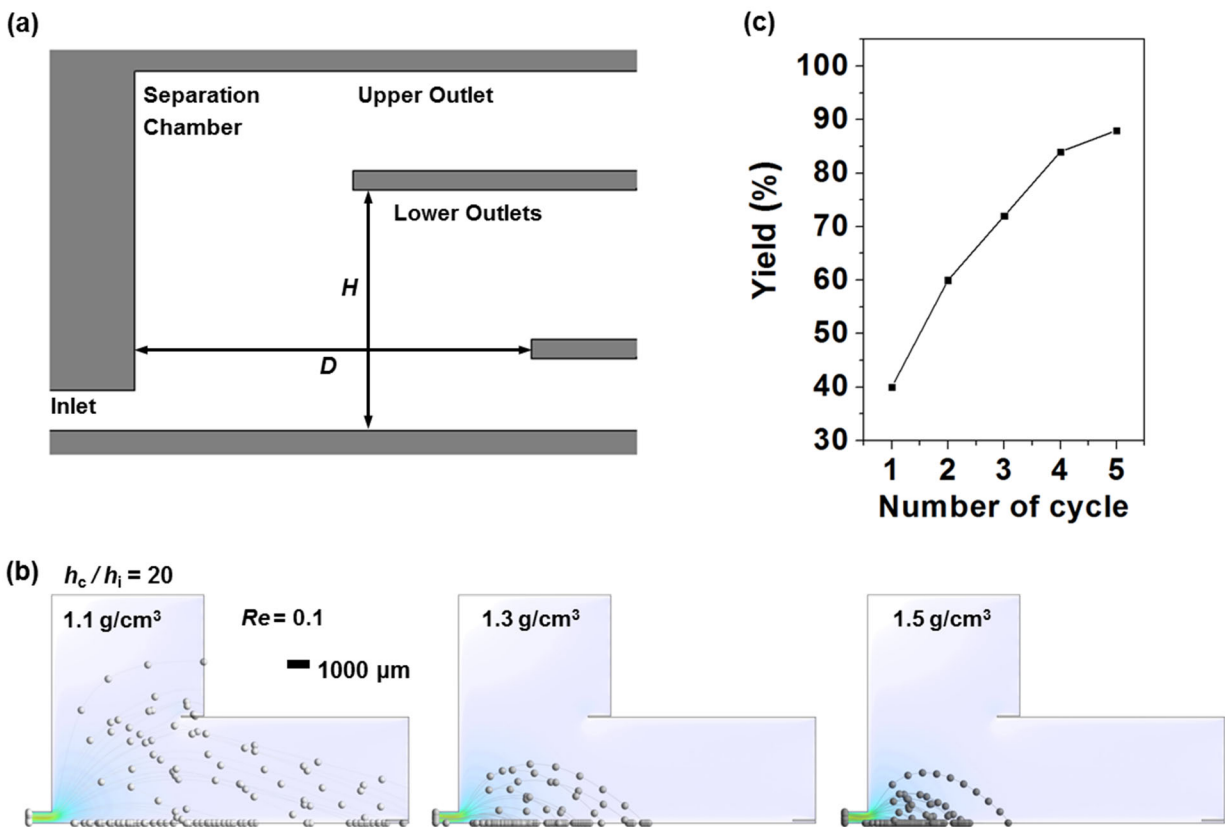 (a)
Separation
Chamber
Upper Outlet
Lower Outlets
H
D
Inlet
(c)
100
90
80
70
60
50
40
30
Yield (%)
1 2 3 4 5
Number of cycle
(b)
hc / hi = 20
1.1 g/cm³
Re = 0.1
1000 μm
1.3 g/cm³
1.5 g/cm³